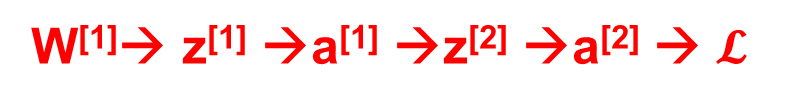 W[1]→ z[1] →a[1] →z[2] →a[2] → ℒ